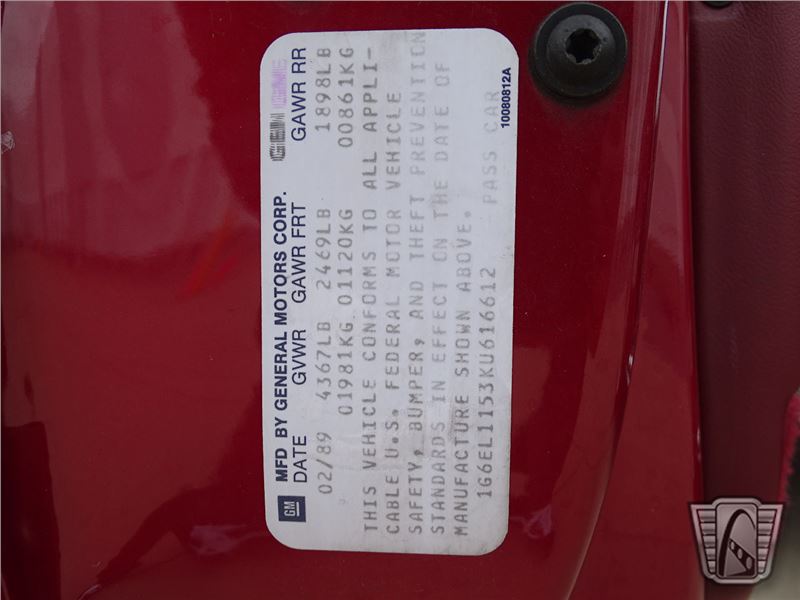 GM MFD BY GENERAL MOTORS CORP.
DATE GVWR GAWR FRT GAWR RR
02/89 4367LB 2469LB 1898LB
01981KG 01120KG 00861KG
THIS VEHICLE CONFORMS TO ALL APPLI-
CABLE U.S. FEDERAL MOTOR VEHICLE
SAFETY, BUMPER, AND THEFT PREVENTION
STANDARDS IN EFFECT ON THE DATE OF
MANUFACTURE SHOWN ABOVE.
1G6EL1153KU616612 PASS CAR
10080812A